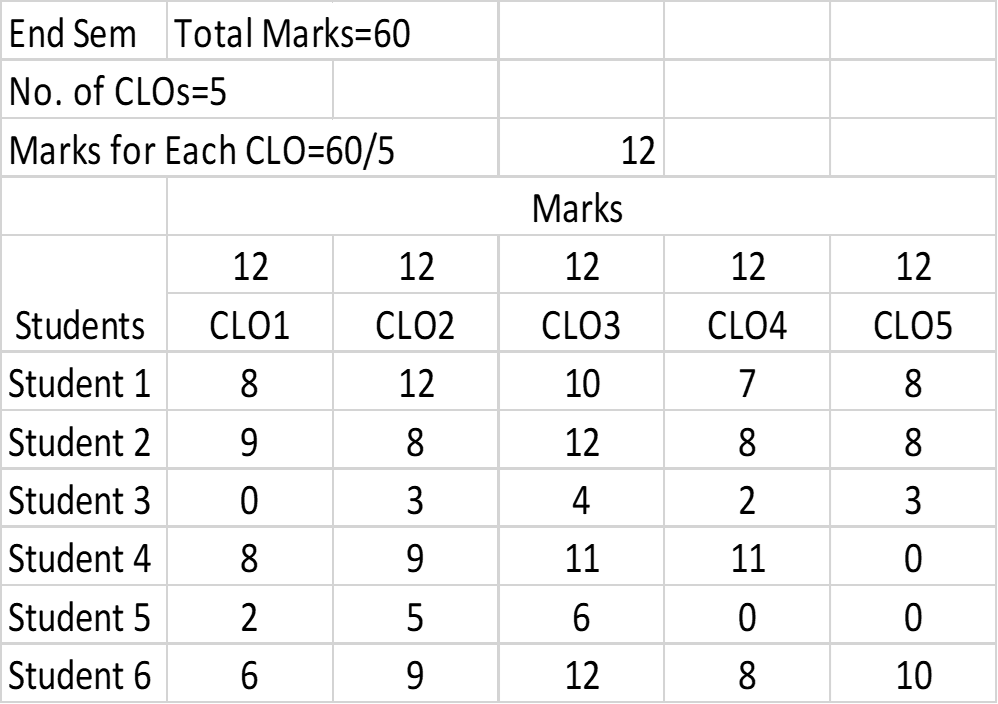 End Sem Total Marks=60
No. of CLOs=5
Marks for Each CLO=60/5 12
Marks
12 12 12 12 12
Students CLO1 CLO2 CLO3 CLO4 CLO5
Student 1 8 12 10 7 8
Student 2 9 8 12 8 8
Student 3 0 3 4 2 3
Student 4 8 9 11 11 0
Student 5 2 5 6 0 0
Student 6 6 9 12 8 10